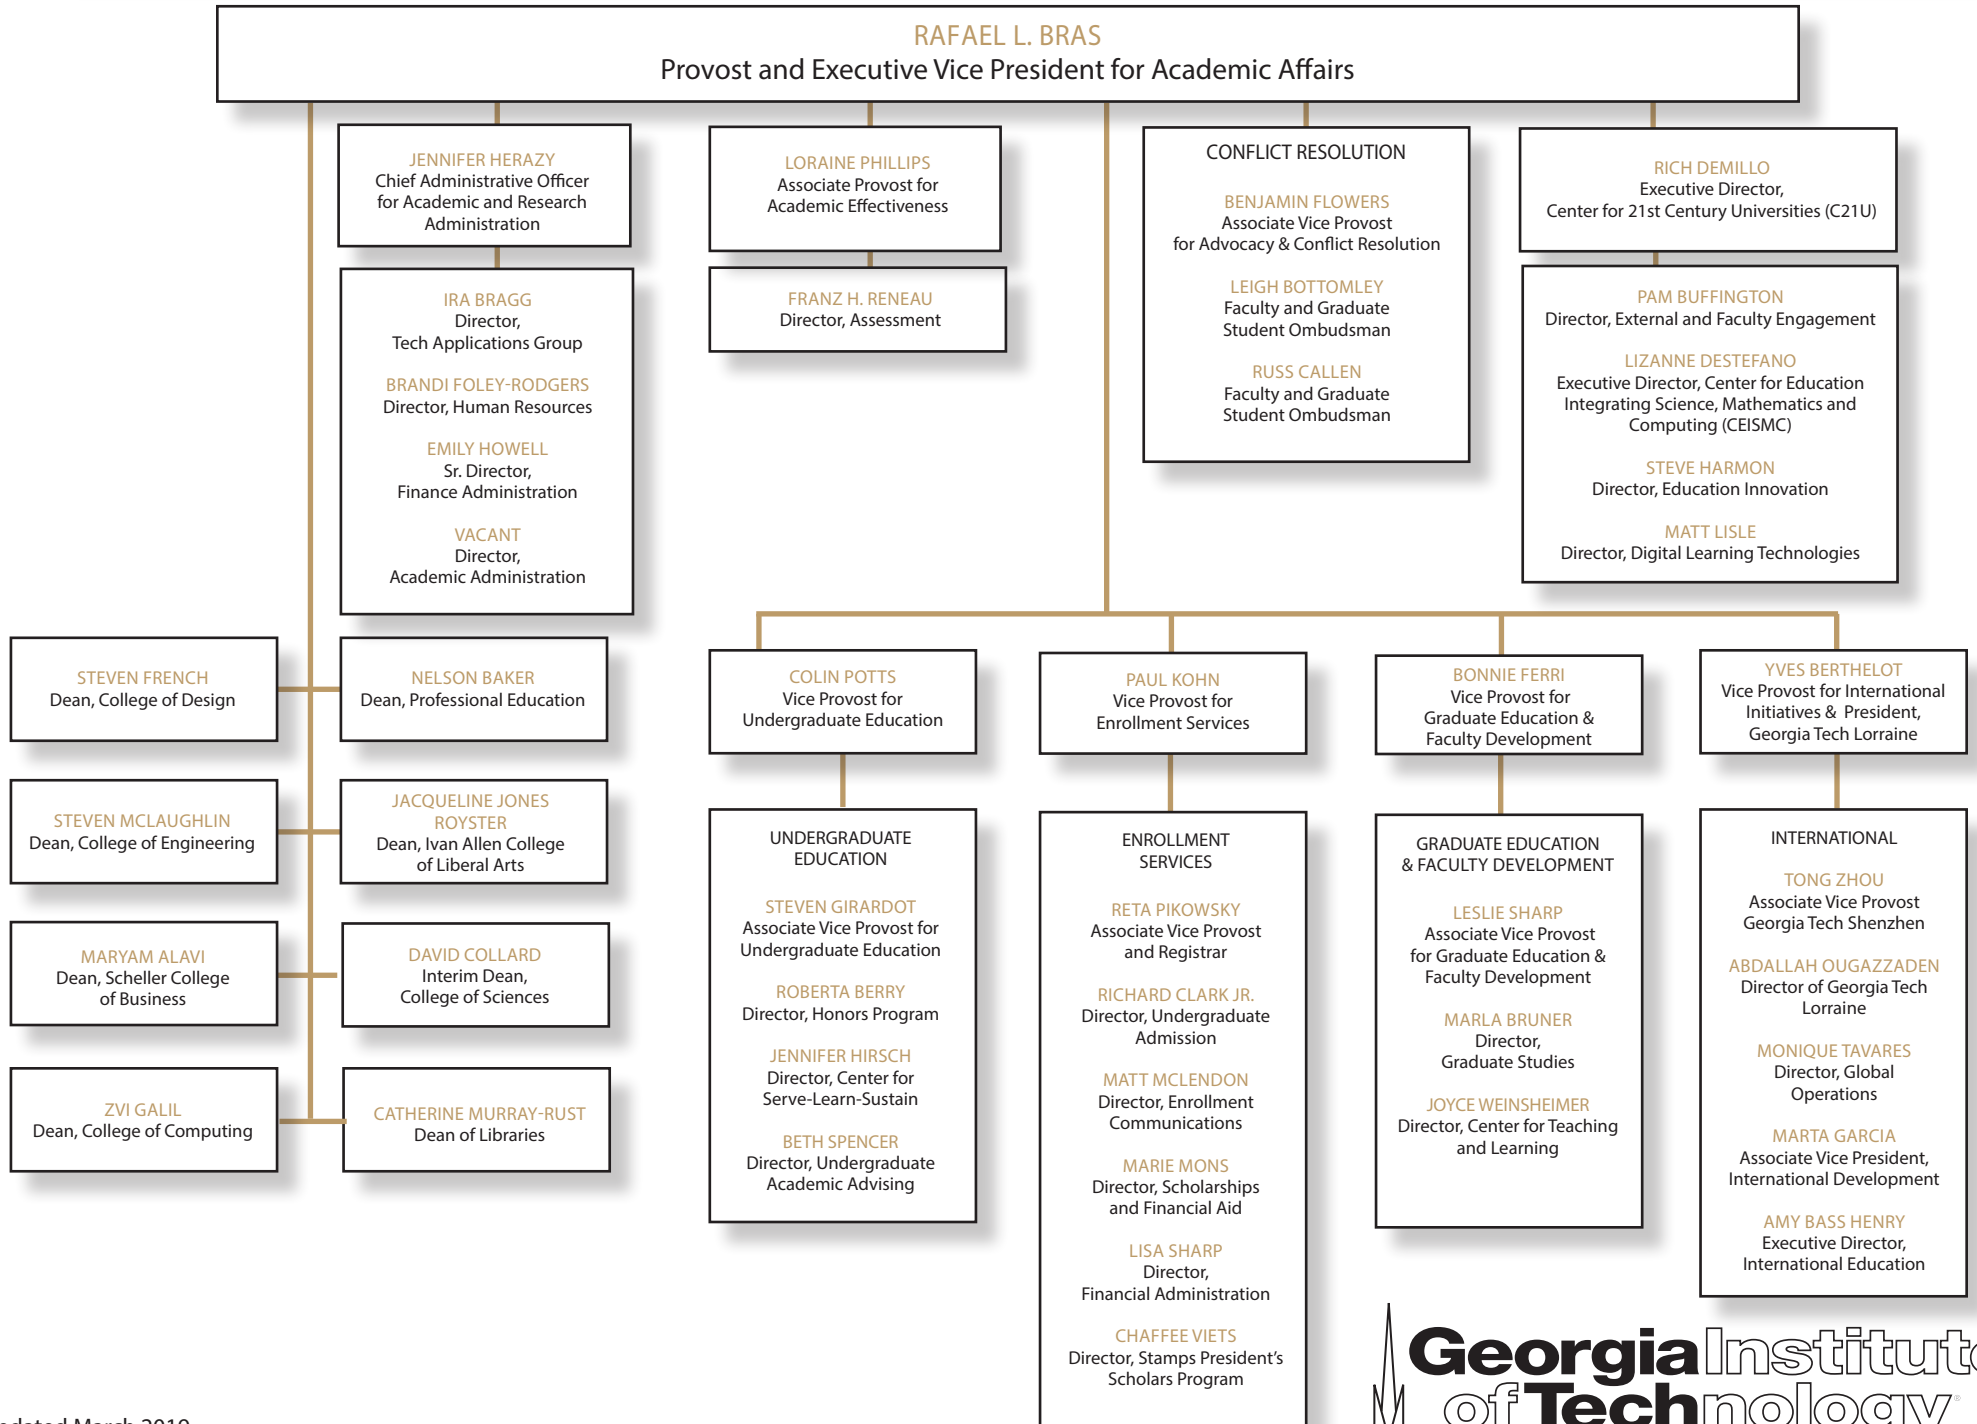 RAFAEL L. BRAS
Provost and Executive Vice President for Academic Affairs
JENNIFER HERAZY
Chief Administrative Officer
for Academic and Research
Administration
IRA BRAGG
Director,
Tech Applications Group
BRANDI FOLEY-RODGERS
Director, Human Resources
EMILY HOWELL
Sr. Director,
Finance Administration
VACANT
Director,
Academic Administration
LORAINE PHILLIPS
Associate Provost for
Academic Effectiveness
FRANZ H. RENEAU
Director, Assessment
CONFLICT RESOLUTION
BENJAMIN FLOWERS
Associate Vice Provost
for Advocacy & Conflict Resolution
LEIGH BOTTOMLEY
Faculty and Graduate
Student Ombudsman
RUSS CALLEN
Faculty and Graduate
Student Ombudsman
RICH DEMILLO
Executive Director,
Center for 21st Century Universities (C21U)
PAM BUFFINGTON
Director, External and Faculty Engagement
LIZANNE DESTEFANO
Executive Director, Center for Education
Integrating Science, Mathematics and
Computing (CEISMC)
STEVE HARMON
Director, Education Innovation
MATT LISLE
Director, Digital Learning Technologies
STEVEN FRENCH
Dean, College of Design
NELSON BAKER
Dean, Professional Education
STEVEN MCLAUGHLIN
Dean, College of Engineering
JACQUELINE JONES
ROYSTER
Dean, Ivan Allen College
of Liberal Arts
MARYAM ALAVI
Dean, Scheller College
of Business
DAVID COLLARD
Interim Dean,
College of Sciences
ZVI GALIL
Dean, College of Computing
CATHERINE MURRAY-RUST
Dean of Libraries
COLIN POTTS
Vice Provost for
Undergraduate Education
UNDERGRADUATE
EDUCATION
STEVEN GIRARDOT
Associate Vice Provost for
Undergraduate Education
ROBERTA BERRY
Director, Honors Program
JENNIFER HIRSCH
Director, Center for
Serve-Learn-Sustain
BETH SPENCER
Director, Undergraduate
Academic Advising
PAUL KOHN
Vice Provost for
Enrollment Services
ENROLLMENT
SERVICES
RETA PIKOWSKY
Associate Vice Provost
and Registrar
RICHARD CLARK JR.
Director, Undergraduate
Admission
MATT MCLENDON
Director, Enrollment
Communications
MARIE MONS
Director, Scholarships
and Financial Aid
LISA SHARP
Director,
Financial Administration
CHAFFEE VIETS
Director, Stamps President's
Scholars Program
BONNIE FERRI
Vice Provost for
Graduate Education &
Faculty Development
GRADUATE EDUCATION
& FACULTY DEVELOPMENT
LESLIE SHARP
Associate Vice Provost
for Graduate Education &
Faculty Development
MARLA BRUNER
Director,
Graduate Studies
JOYCE WEINSHEIMER
Director, Center for Teaching
and Learning
YVES BERTHELOT
Vice Provost for International
Initiatives & President,
Georgia Tech Lorraine
INTERNATIONAL
TONG ZHOU
Associate Vice Provost
Georgia Tech Shenzhen
ABDALLAH OUGAZZADEN
Director of Georgia Tech
Lorraine
MONIQUE TAVARES
Director, Global
Operations
MARTA GARCIA
Associate Vice President,
International Development
AMY BASS HENRY
Executive Director,
International Education
Georgia Institute
of Technology
March 2019